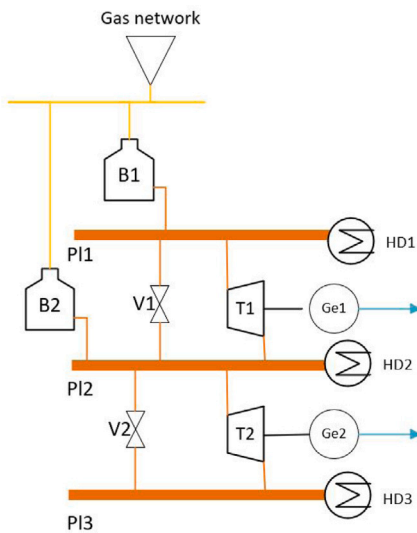 Gas network
B1
Pl1
HD1
B2
V1
T1
Ge1
Pl2
HD2
V2
T2
Ge2
Pl3
HD3